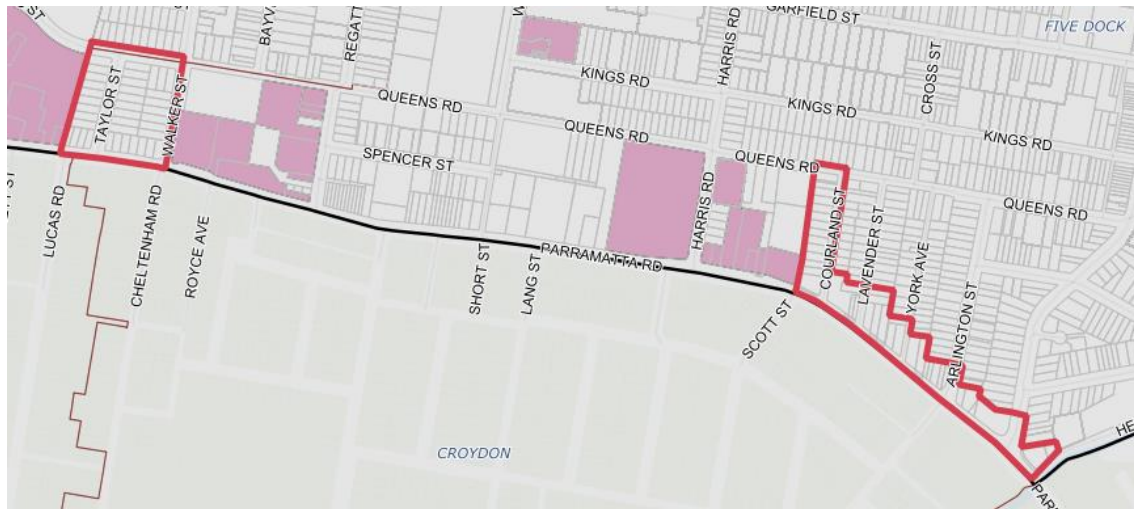 GARFIELD ST
FIVE DOCK
HARRIS RD
CROSS ST
KINGS RD
KINGS RD
KINGS RD
TAYLOR ST
WALKER ST
QUEENS RD
QUEENS RD
QUEENS RD
QUEENS RD
SPENCER ST
HARRIS RD
COURLAND ST
LAVENDER ST
YORK AVE
ARLINGTON ST
LUCAS RD
CHELTENHAM RD
ROYCE AVE
SHORT ST
LANG ST
PARRAMATTA RD
SCOTT ST
CROYDON